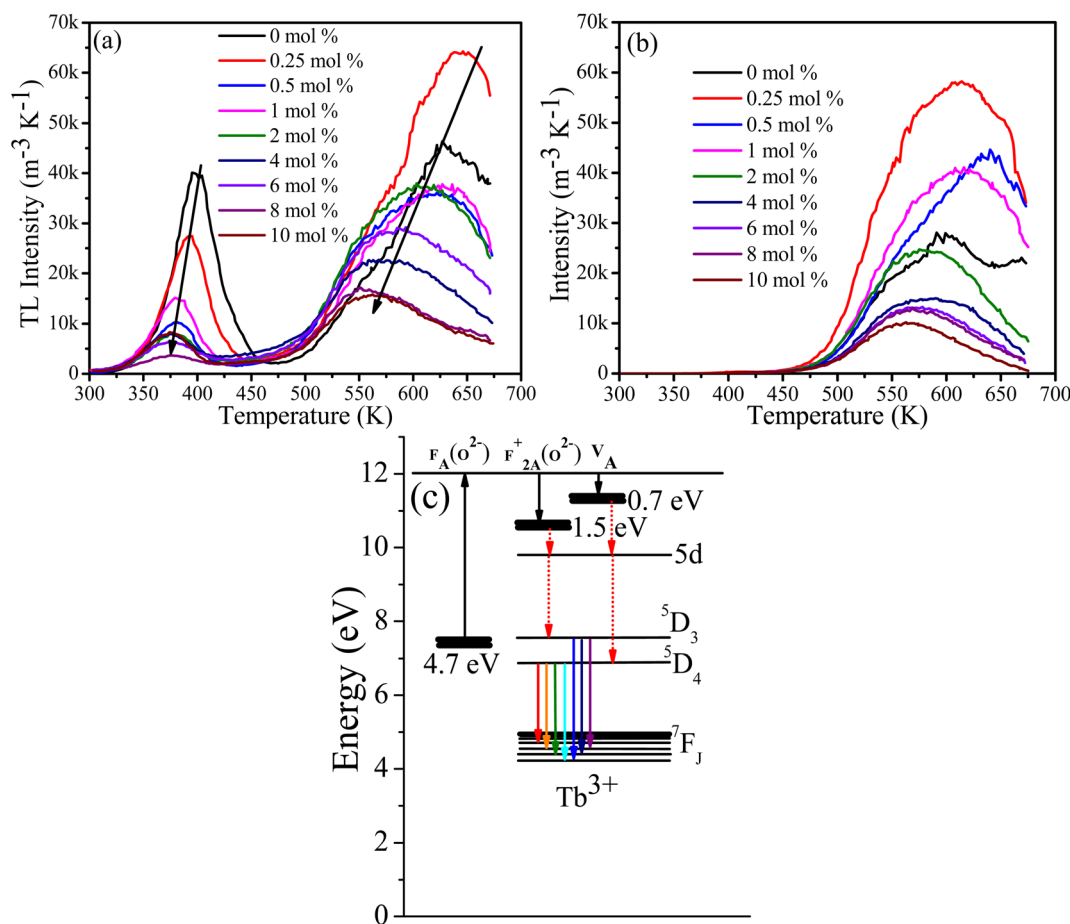 (a)
TL Intensity (m⁻³ K⁻¹)
70k
60k
50k
40k
30k
20k
10k
0
0 mol %
0.25 mol %
0.5 mol %
1 mol %
2 mol %
4 mol %
6 mol %
8 mol %
10 mol %
300 350 400 450 500 550 600 650 700
Temperature (K)
(b)
Intensity (m⁻³ K⁻¹)
70k
60k
50k
40k
30k
20k
10k
0
0 mol %
0.25 mol %
0.5 mol %
1 mol %
2 mol %
4 mol %
6 mol %
8 mol %
10 mol %
300 350 400 450 500 550 600 650 700
Temperature (K)
F_A(O²⁻) F⁺_2A(O²⁻) V_A
(c)
Energy (eV)
12
10
8
6
4
2
0
0.7 eV
1.5 eV
5d
⁵D₃
4.7 eV
⁵D₄
⁷F_J
Tb³⁺